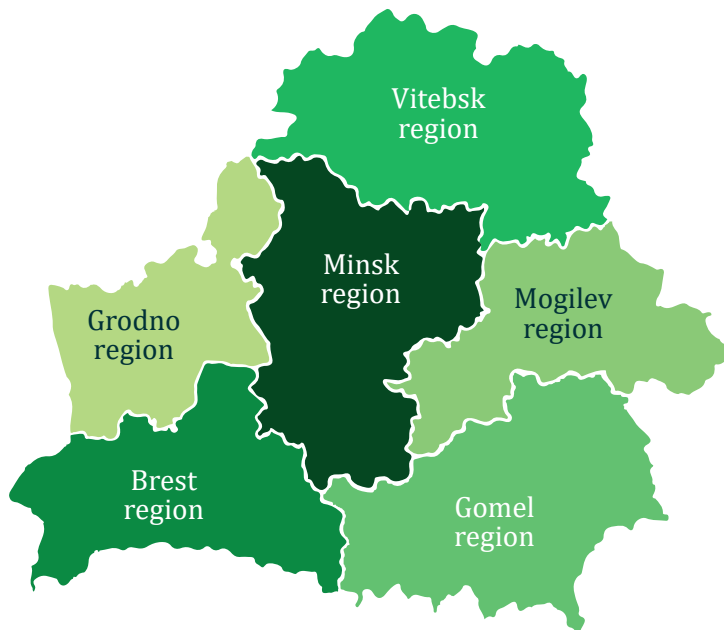 Vitebsk
region
Minsk
region
Mogilev
region
Grodno
region
Brest
region
Gomel
region